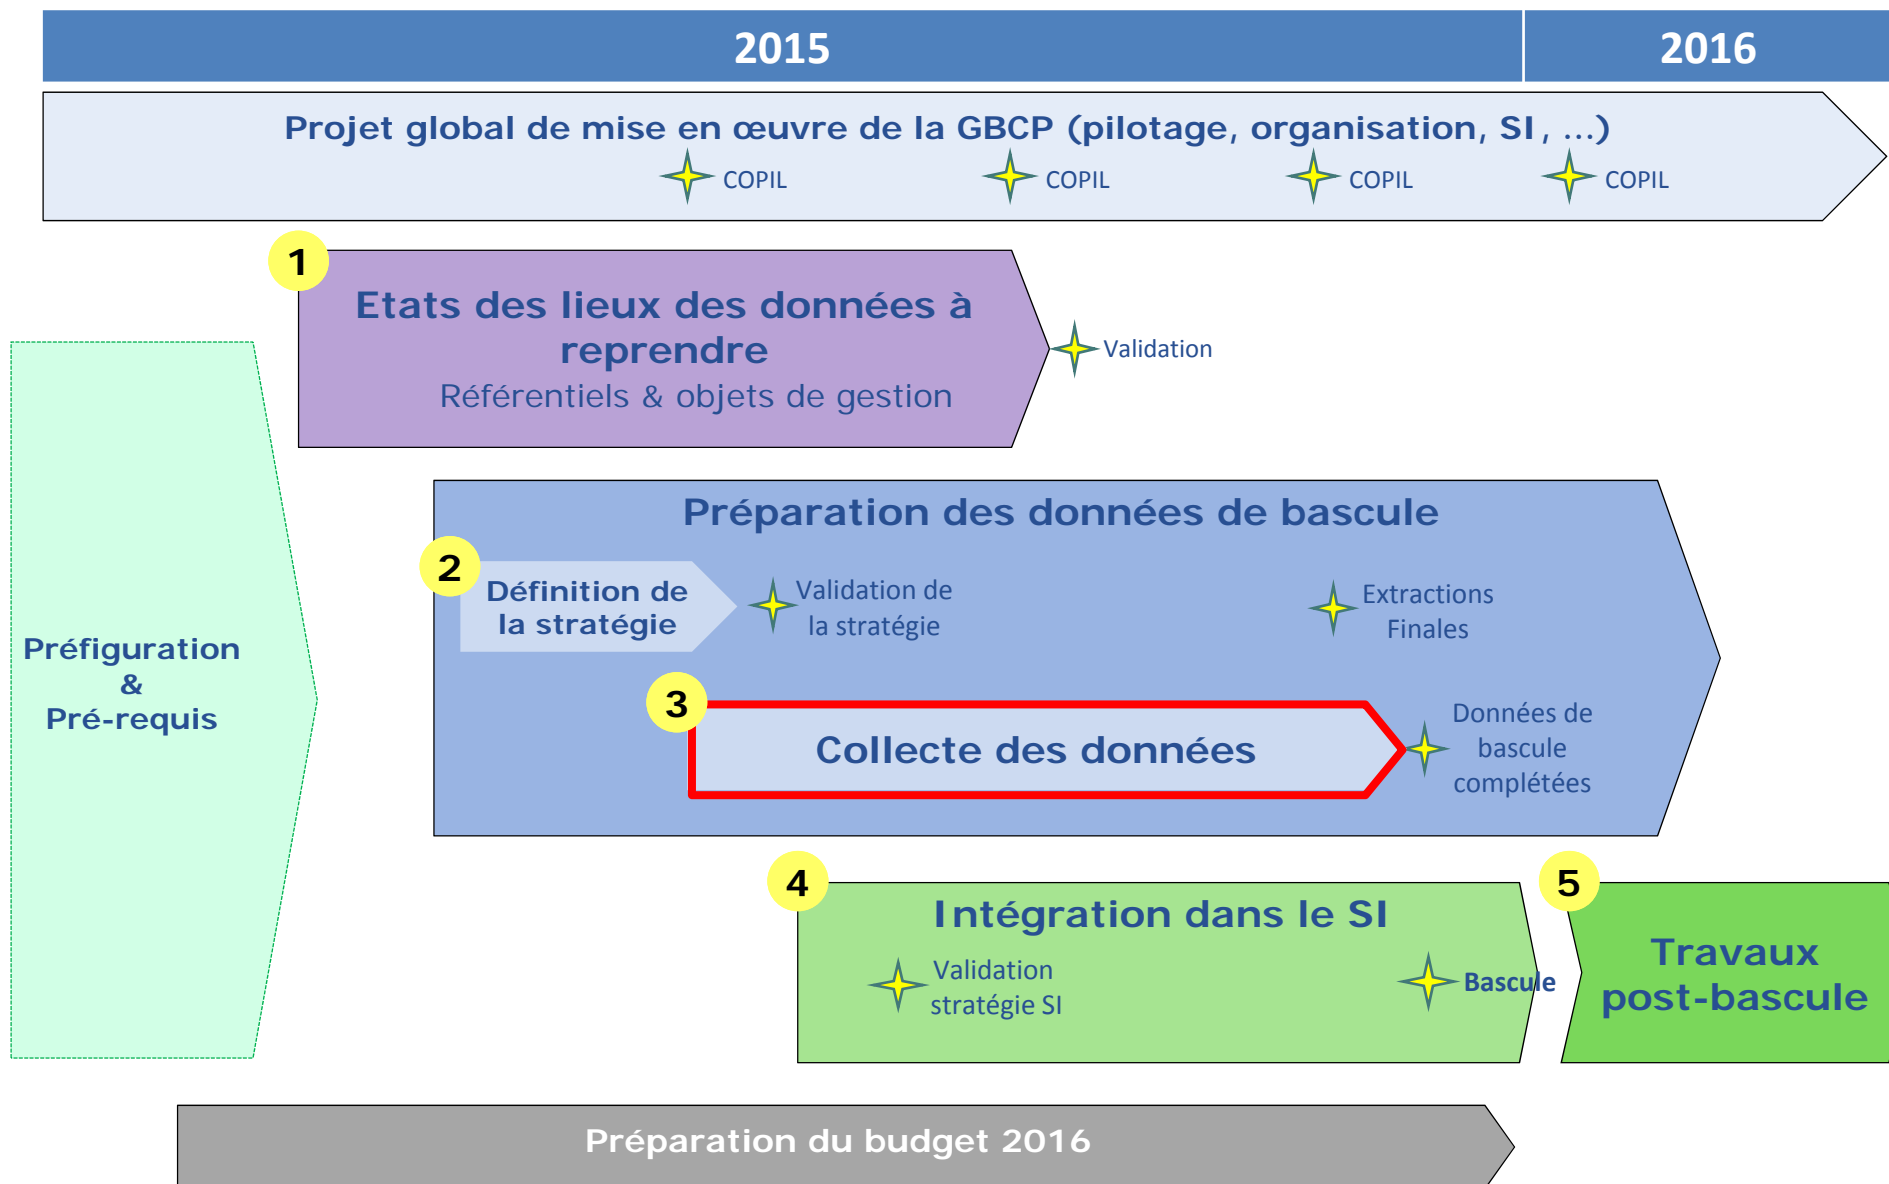 2015
2016
Projet global de mise en œuvre de la GBCP (pilotage, organisation, SI, ...)
COPIL
COPIL
COPIL
COPIL
1
Etats des lieux des données à
reprendre
Référentiels & objets de gestion
Validation
Préfiguration
&
Pré-requis
Préparation des données de bascule
2
Définition de
la stratégie
Validation de
la stratégie
Extractions
Finales
3
Collecte des données
Données de
bascule
complétées
4
Intégration dans le SI
Validation
stratégie SI
Bascule
5
Travaux
post-bascule
Préparation du budget 2016